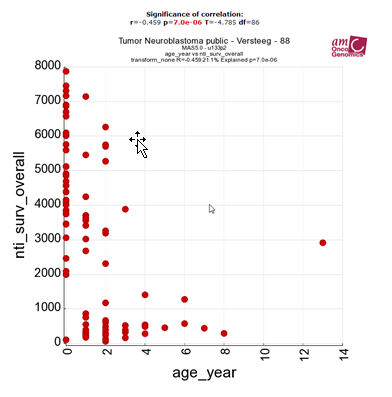 Significance of correlation:
r=-0.459 p=7.0e-06 T=-4.785 df=86
Tumor Neuroblastoma public - Versteeg - 88
MAS5.0 - u133p2
age_year vs nti_surv_overall
transform_none R=-0.459 21.1% Explained p=7.0e-06
amc
Onco
Genomics
8000
7000
6000
5000
4000
3000
2000
1000
0
nti_surv_overall
0
2
4
6
8
10
12
14
age_year